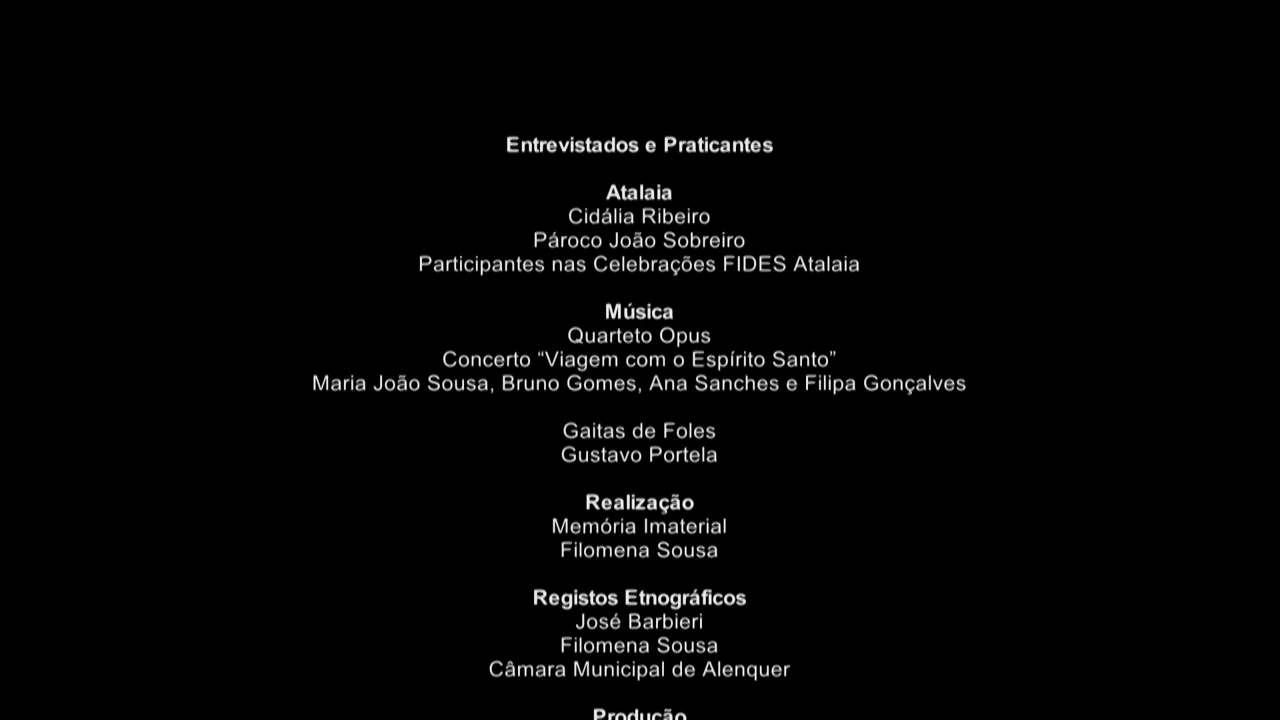 Entrevistados e Praticantes
Atalaia
Cidália Ribeiro
Pároco João Sobreiro
Participantes nas Celebrações FIDES Atalaia
Música
Quarteto Opus
Concerto “Viagem com o Espírito Santo”
Maria João Sousa, Bruno Gomes, Ana Sanches e Filipa Gonçalves
Gaitas de Foles
Gustavo Portela
Realização
Memória Imaterial
Filomena Sousa
Registos Etnográficos
José Barbieri
Filomena Sousa
Câmara Municipal de Alenquer
Produção